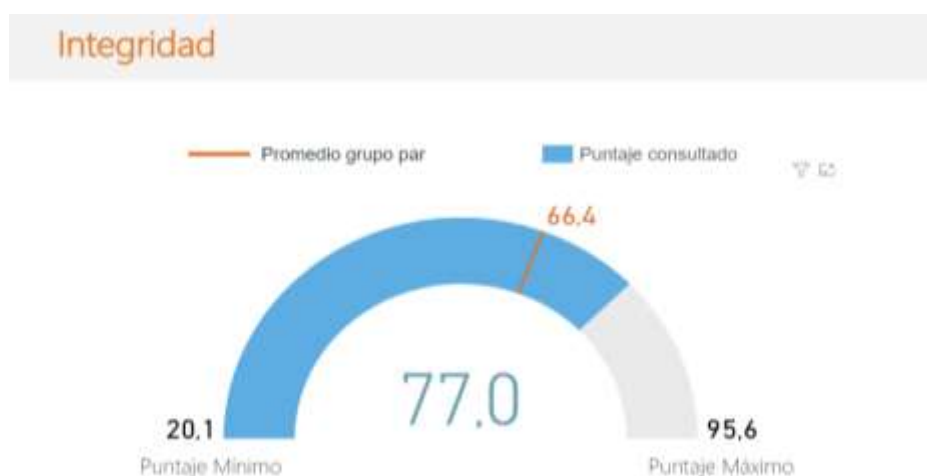 Integridad
Promedio grupo par
Puntaje consultado
66,4
77,0
20,1
95,6
Puntaje Mínimo
Puntaje Máximo